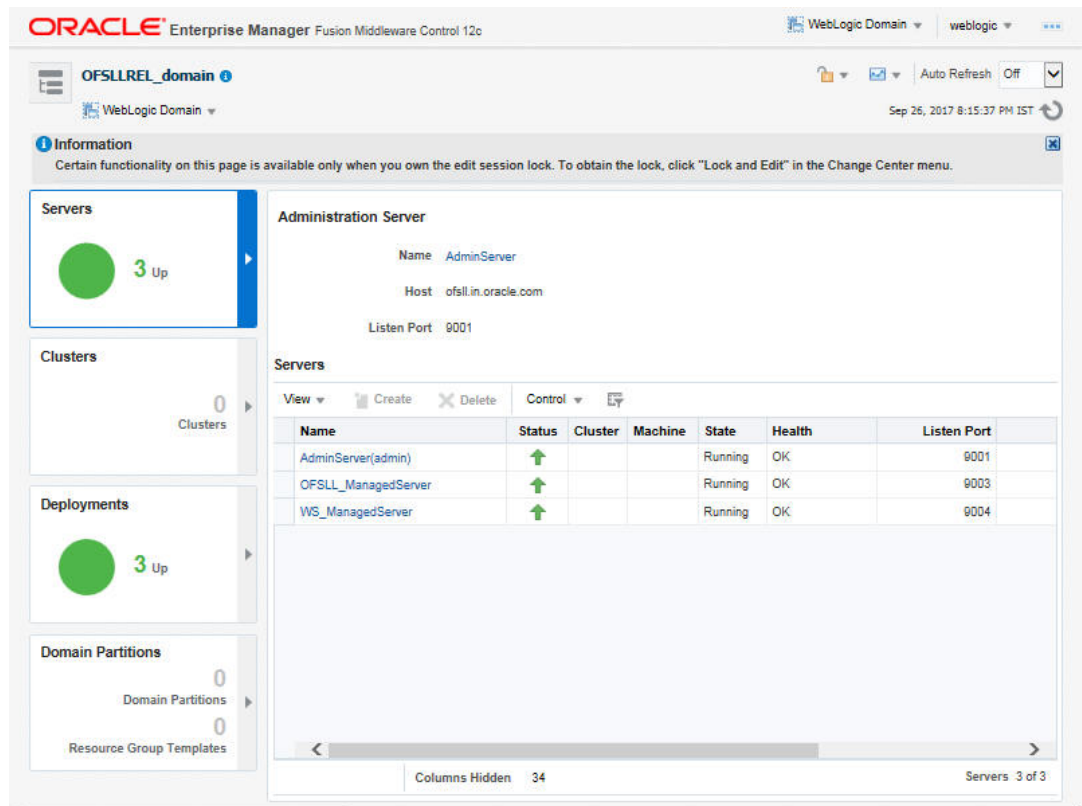 ORACLE Enterprise Manager Fusion Middleware Control 12c WebLogic Domain weblogic
OFSLLREL_domain Auto Refresh Off
WebLogic Domain Sep 26, 2017 8:15:37 PM IST
Information
Certain functionality on this page is available only when you own the edit session lock. To obtain the lock, click "Lock and Edit" in the Change Center menu.
Servers
3 Up
Clusters
0
Clusters
Deployments
3 Up
Domain Partitions
0
Domain Partitions
0
Resource Group Templates
Administration Server
Name AdminServer
Host ofsll.in.oracle.com
Listen Port 9001
Servers
View Create Delete Control
Name Status Cluster Machine State Health Listen Port
AdminServer(admin) Running OK 9001
OFSLL_ManagedServer Running OK 9003
WS_ManagedServer Running OK 9004
Columns Hidden 34 Servers 3 of 3